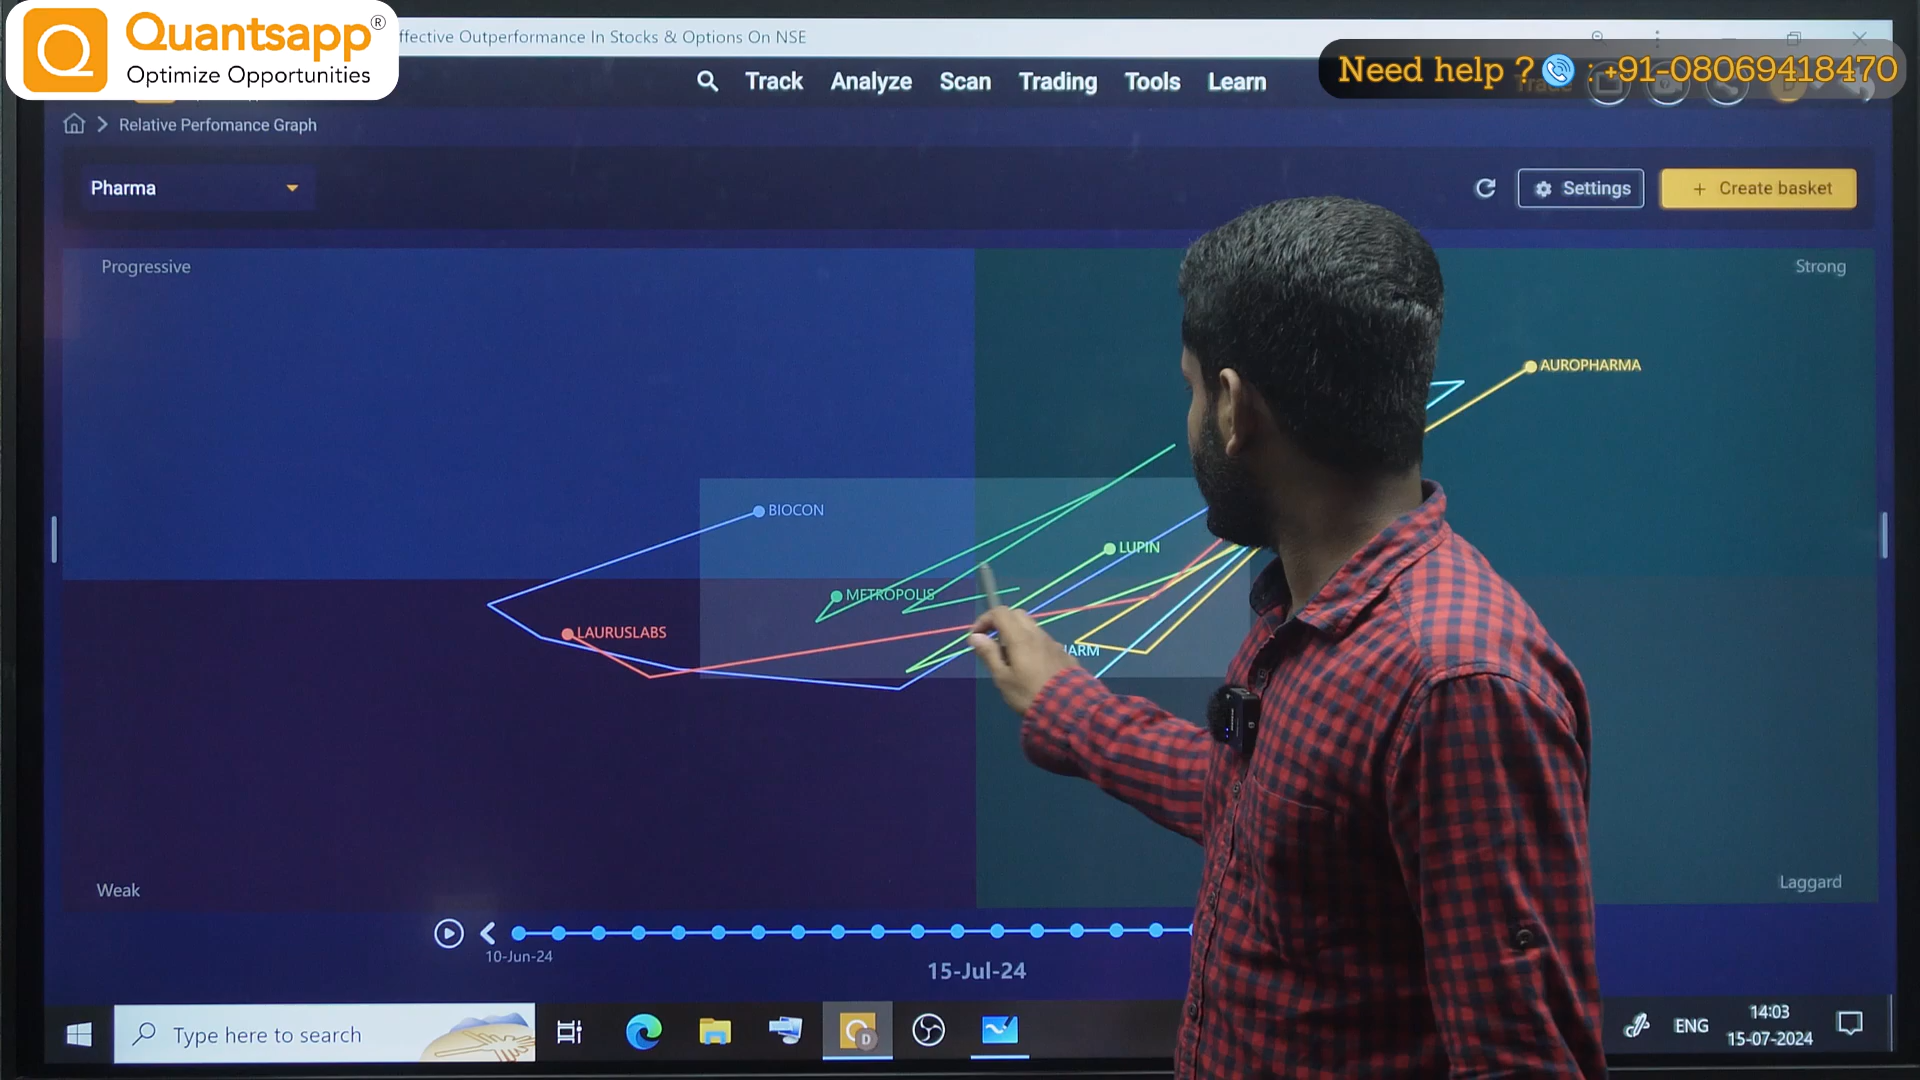 Quantsapp®
Optimize Opportunities
ffective Outperformance In Stocks & Options On NSE
Need help ? : +91-08069418470
Track Analyze Scan Trading Tools Learn
Relative Perfomance Graph
Pharma
Settings
+ Create basket
Progressive
Strong
AUROPHARMA
BIOCON
LUPIN
METROPOLIS
LAURUSLABS
HARM
Weak
Laggard
10-Jun-24
15-Jul-24
Type here to search
D
ENG
14:03
15-07-2024